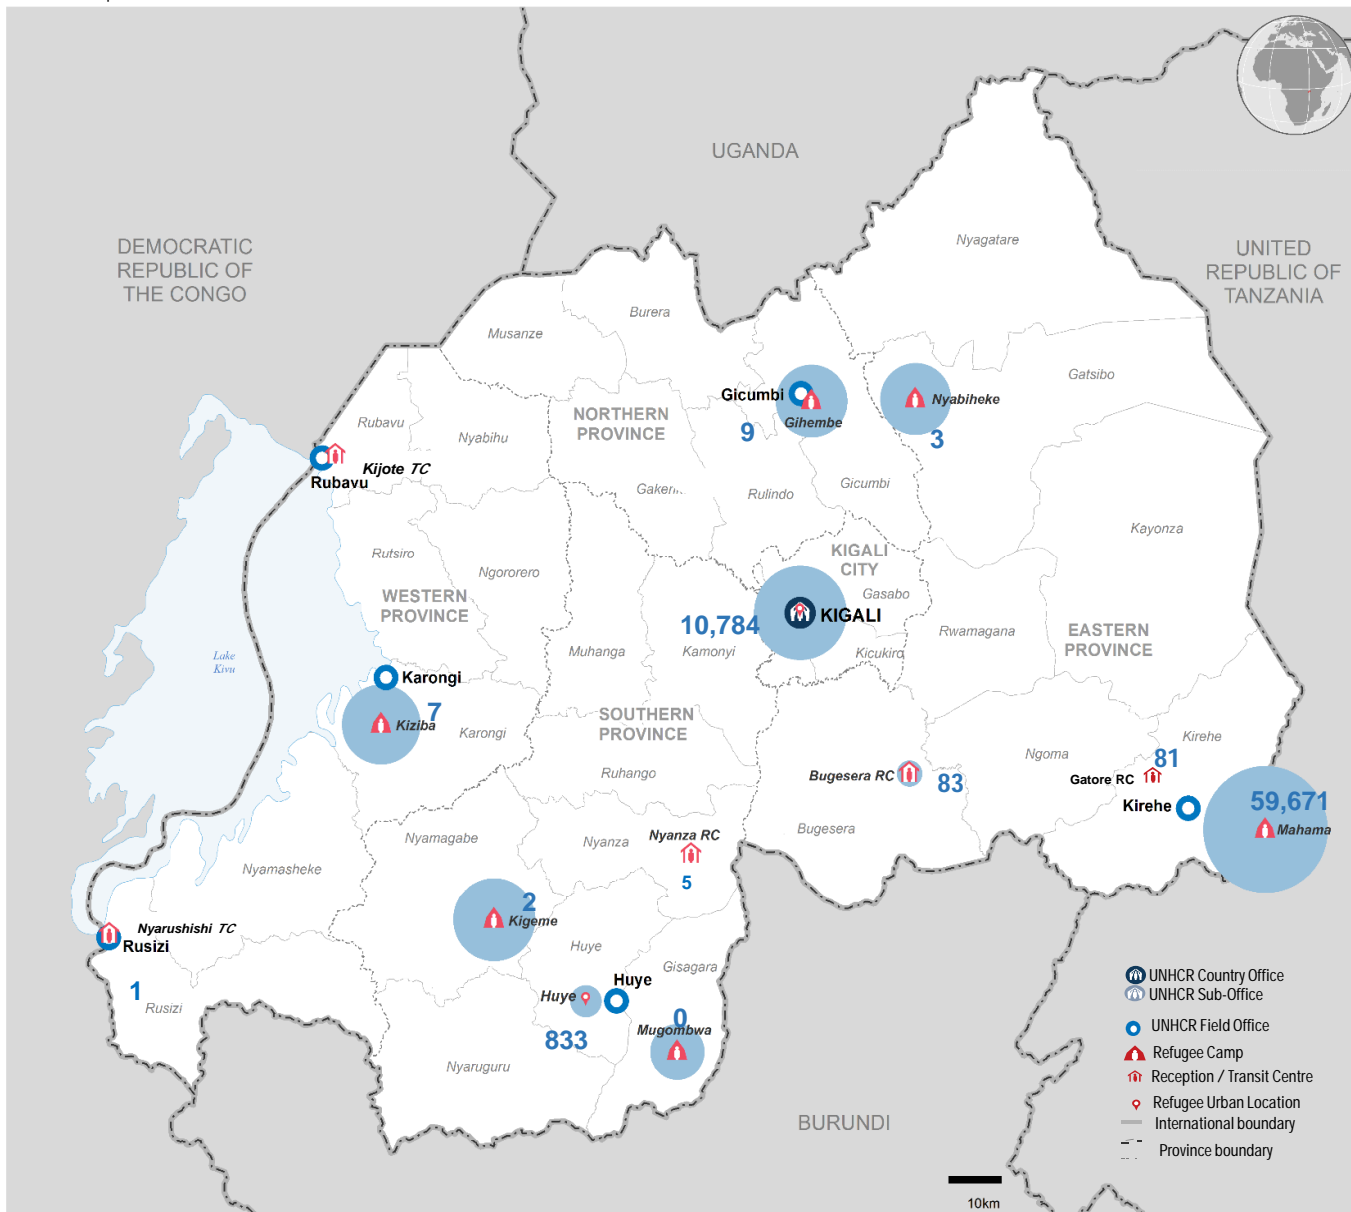 UGANDA
DEMOCRATIC
REPUBLIC OF
THE CONGO
UNITED
REPUBLIC OF
TANZANIA
Nyagatare
Burera
Musanze
Gatsibo
Gicumbi
Gihembe
9
Nyabiheke
3
NORTHERN
PROVINCE
Rubavu
Nyabihu
Kijote TC
Rubavu
Rulindo
Gicumbi
Kayonza
Rutsiro
Ngororero
WESTERN
PROVINCE
KIGALI
CITY
Gasabo
KIGALI
10,784
Kamonyi
Kicukiro
Muhanga
Rwamagana
EASTERN
PROVINCE
Lake
Kivu
Karongi
7
Kiziba
Karongi
SOUTHERN
PROVINCE
Ruhango
Bugesera RC
83
Ngoma
Kirehe
81
Gatore RC
Kirehe
59,671
Mahama
Bugesera
Nyamagabe
Nyanza
Nyanza RC
5
Nyamasheke
2
Kigeme
Nyarushishi TC
Rusizi
1
Rusizi
Huye
Gisagara
Huye
Huye
833
0
Mugombwa
Nyaruguru
BURUNDI
UNHCR Country Office
UNHCR Sub-Office
UNHCR Field Office
Refugee Camp
Reception / Transit Centre
Refugee Urban Location
International boundary
Province boundary
10km